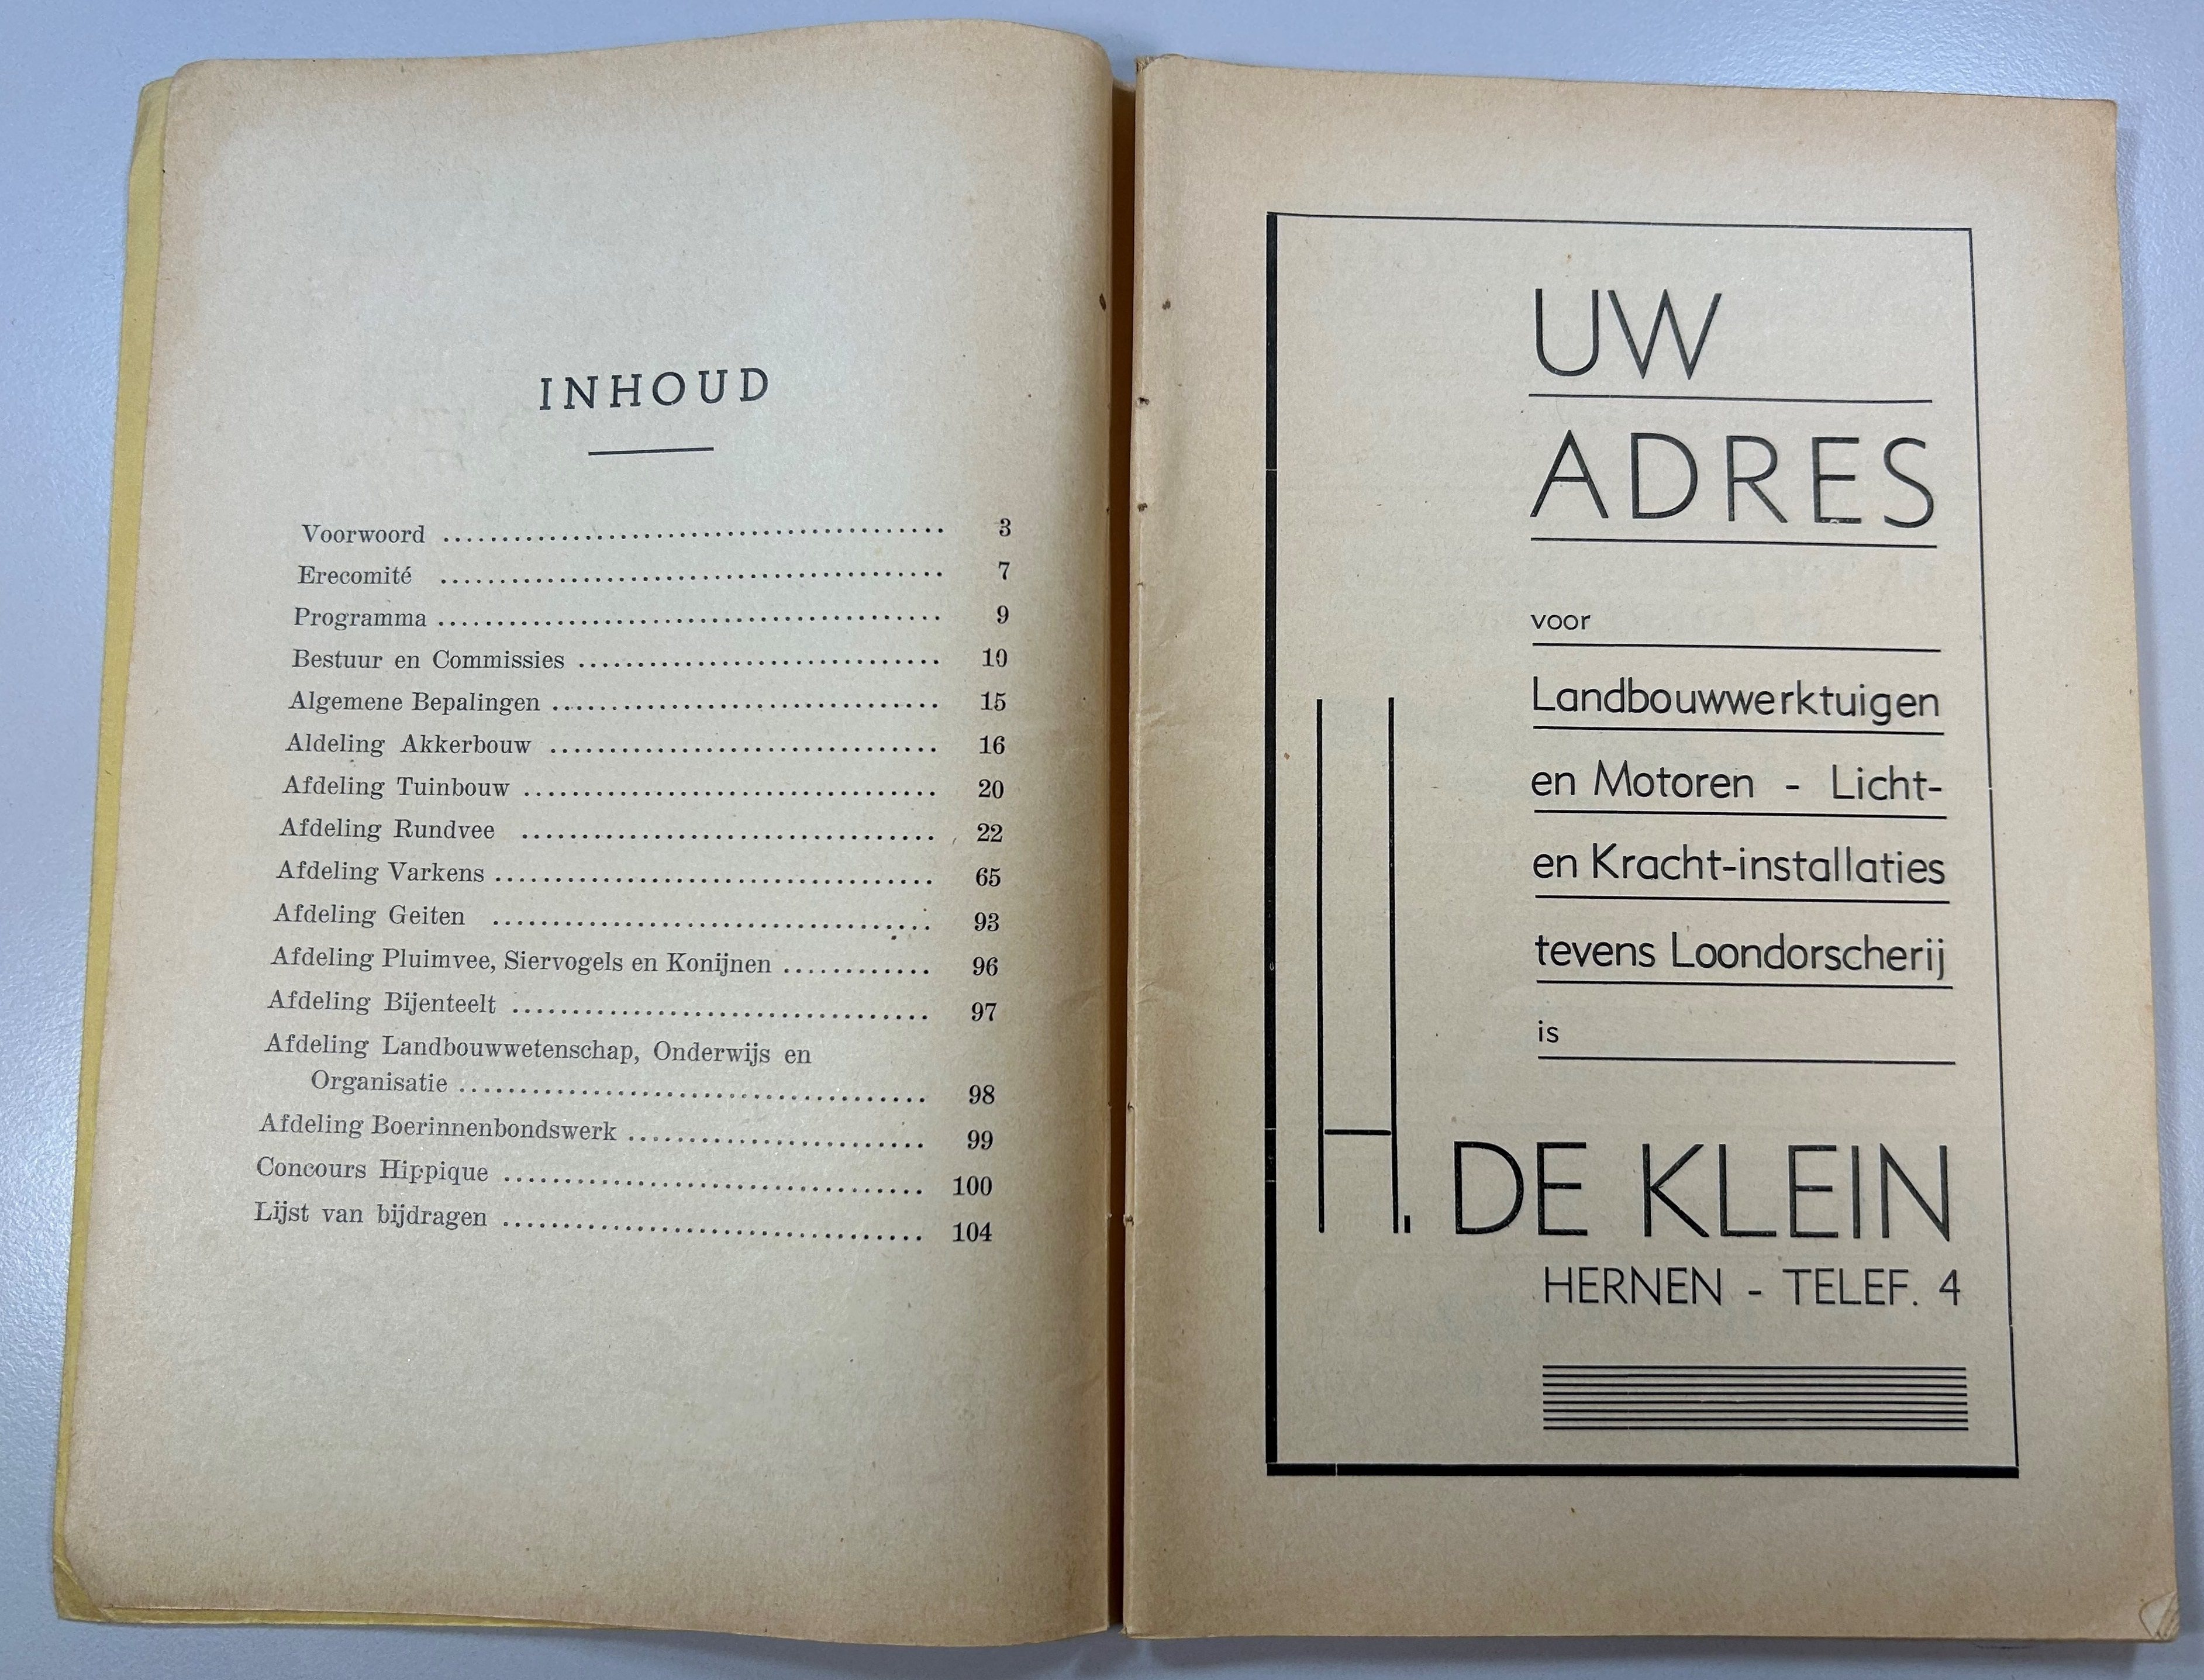 INHOUD
Voorwoord ........................................ 3
Erecomité ........................................ 7
Programma ........................................ 9
Bestuur en Commissies ............................... 10
Algemene Bepalingen ................................. 15
Aldeling Akkerbouw ................................. 16
Afdeling Tuinbouw ................................... 20
Afdeling Rundvee ................................... 22
Afdeling Varkens ..................................... 65
Afdeling Geiten ..................................... 93
Afdeling Pluimvee, Siervogels en Konijnen ............. 96
Afdeling Bijenteelt ................................... 97
Afdeling Landbouwwetenschap, Onderwijs en
Organisatie ........................................ 98
Afdeling Boerinnenbondswerk ......................... 99
Concours Hippique ................................... 100
Lijst van bijdragen ................................... 104
UW
ADRES
voor
Landbouwwerktuigen
en Motoren - Licht-
en Kracht-installaties
tevens Loondorscherij
is
H. DE KLEIN
HERNEN - TELEF. 4